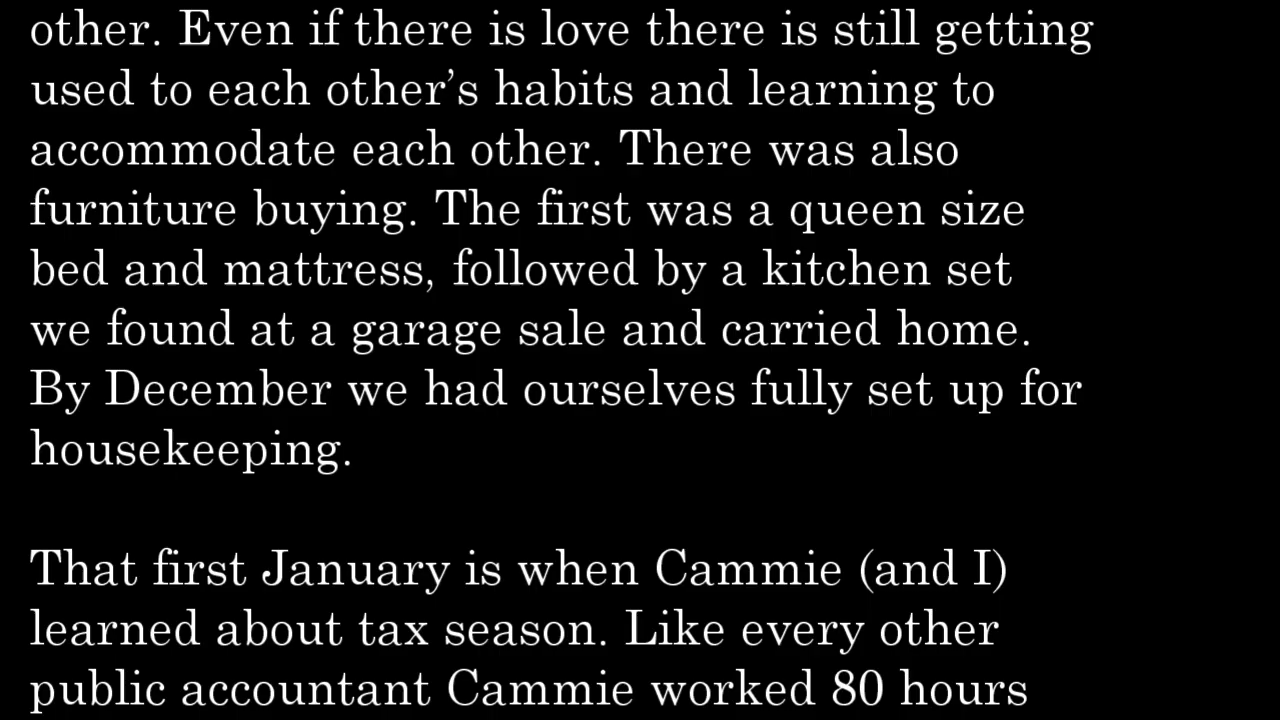 other. Even if there is love there is still getting
used to each other’s habits and learning to
accommodate each other. There was also
furniture buying. The first was a queen size
bed and mattress, followed by a kitchen set
we found at a garage sale and carried home.
By December we had ourselves fully set up for
housekeeping.
That first January is when Cammie (and I)
learned about tax season. Like every other
public accountant Cammie worked 80 hours